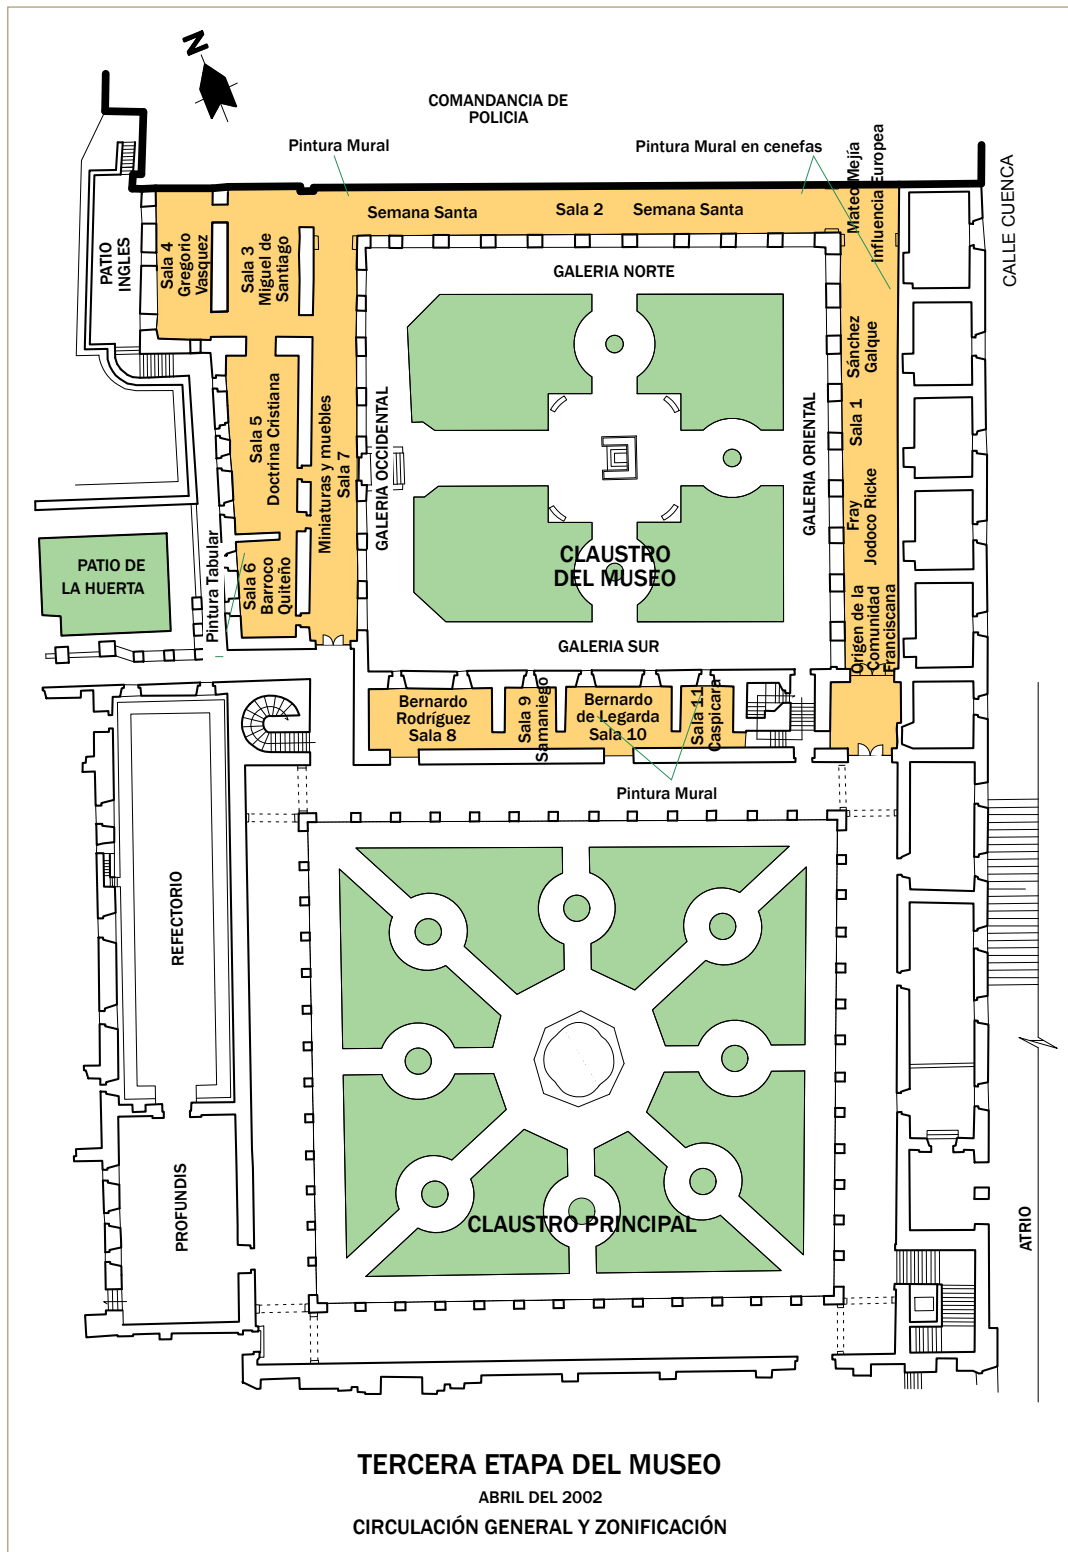 N
COMANDANCIA DE
POLICIA
Pintura Mural
Pintura Mural en cenefas
CALLE CUENCA
PATIO
INGLES
Sala 4
Gregorio
Vasquez
Sala 3
Miguel de
Santiago
Semana Santa
Sala 2
Semana Santa
Mateo Mejía
Influencia Europea
GALERIA NORTE
Sánchez
Galque
Sala 5
Doctrina Cristiana
Miniaturas y muebles
Sala 7
GALERIA OCCIDENTAL
GALERIA ORIENTAL
Sala 1
Fray
Jodoco Ricke
CLAUSTRO
DEL MUSEO
PATIO DE
LA HUERTA
Pintura Tabular
Sala 6
Barroco
Quiteño
Origen de la
Comunidad
Franciscana
GALERIA SUR
Bernardo
Rodríguez
Sala 8
Sala 9
Samaniego
Bernardo
de Legarda
Sala 10
Sala 11
Caspicara
Pintura Mural
REFECTORIO
PROFUNDIS
CLAUSTRO PRINCIPAL
ATRIO
TERCERA ETAPA DEL MUSEO
ABRIL DEL 2002
CIRCULACIÓN GENERAL Y ZONIFICACIÓN